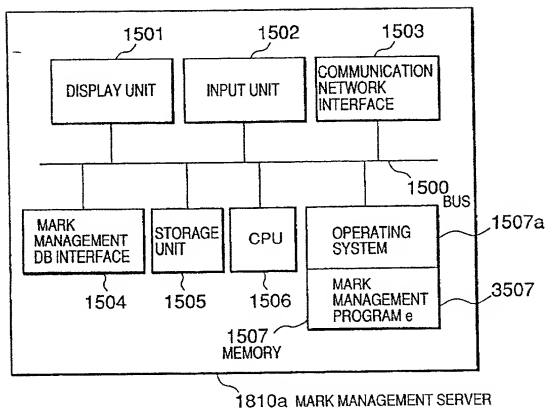 1501
1502
1503
DISPLAY UNIT
INPUT UNIT
COMMUNICATION
NETWORK
INTERFACE
1500
BUS
MARK
MANAGEMENT
DB INTERFACE
STORAGE
UNIT
CPU
OPERATING
SYSTEM
1507a
1504
1505
1506
MARK
MANAGEMENT
PROGRAM e
3507
1507
MEMORY
1810a MARK MANAGEMENT SERVER